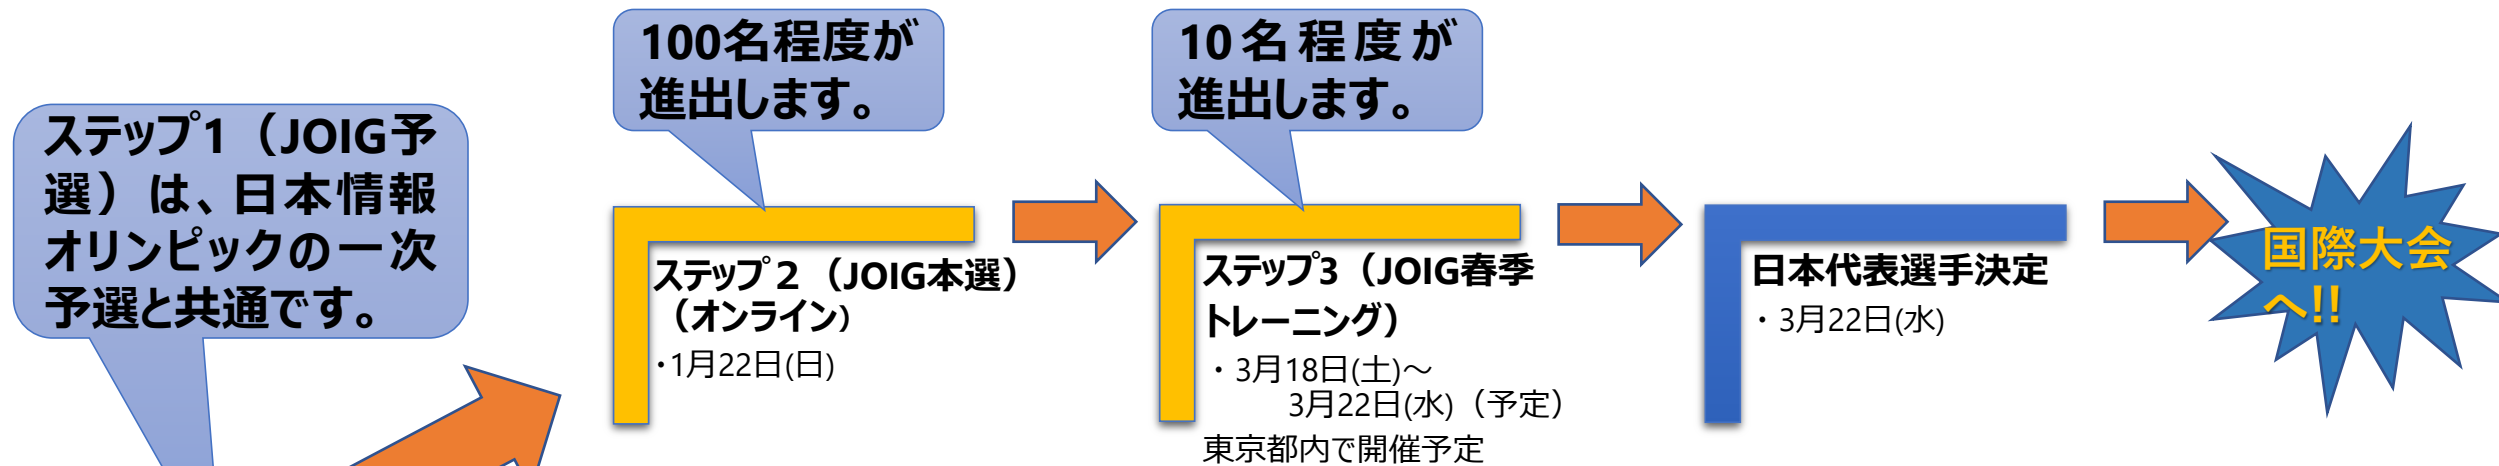 ステップ1（JOIG予
選）は、日本情報
オリンピックの一次
予選と共通です。
100名程度が
進出します。
ステップ２（JOIG本選）
（オンライン）
・1月22日(日)
10名程度が
進出します。
ステップ3（JOIG春季
トレーニング）
・3月18日(土)～
3月22日(水)（予定）
東京都内で開催予定
日本代表選手決定
・3月22日(水)
国際大会
へ!!